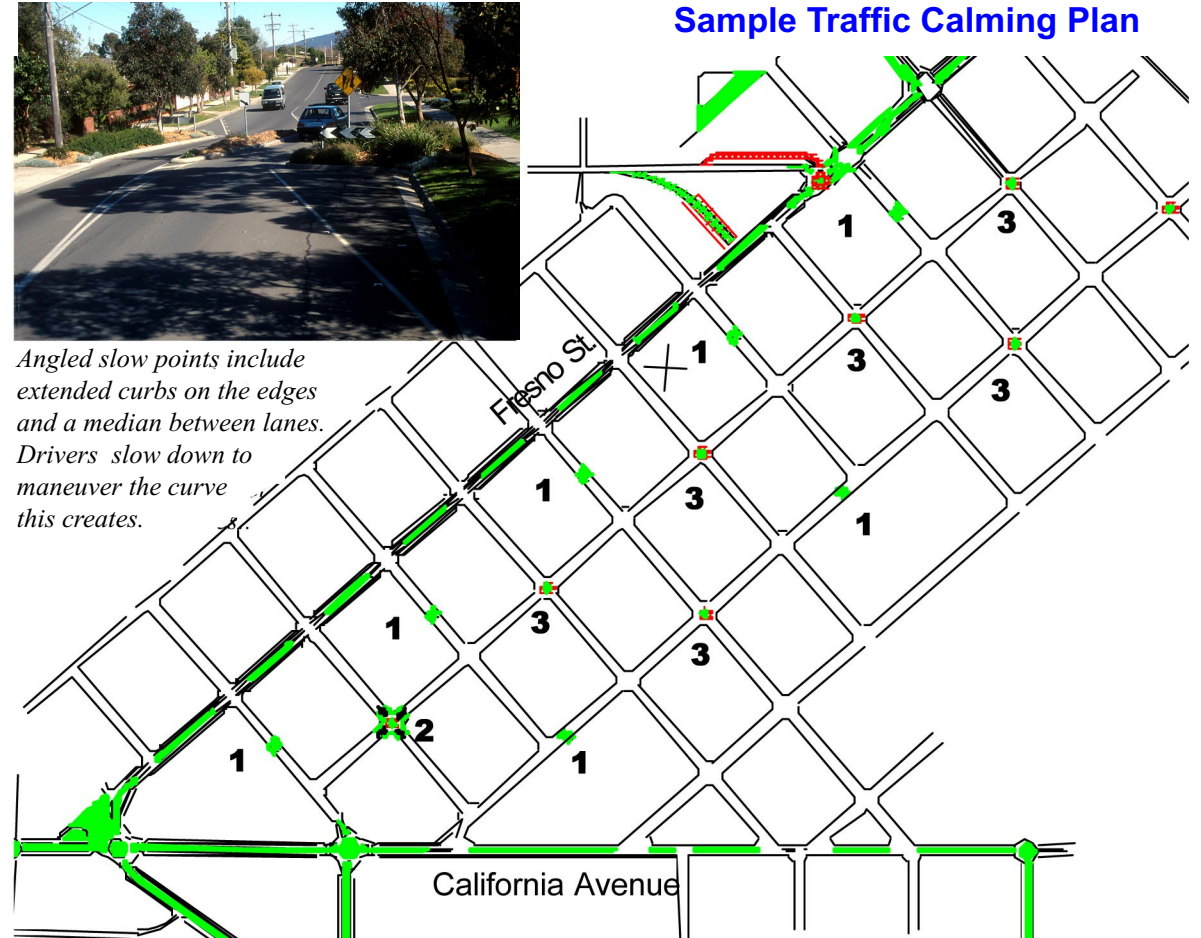 Sample Traffic Calming Plan
Angled slow points include
extended curbs on the edges
and a median between lanes.
Drivers slow down to
maneuver the curve
this creates.
Fresno St.
1
3
1
3
3
1
3
1
1
3
3
2
1
1
California Avenue